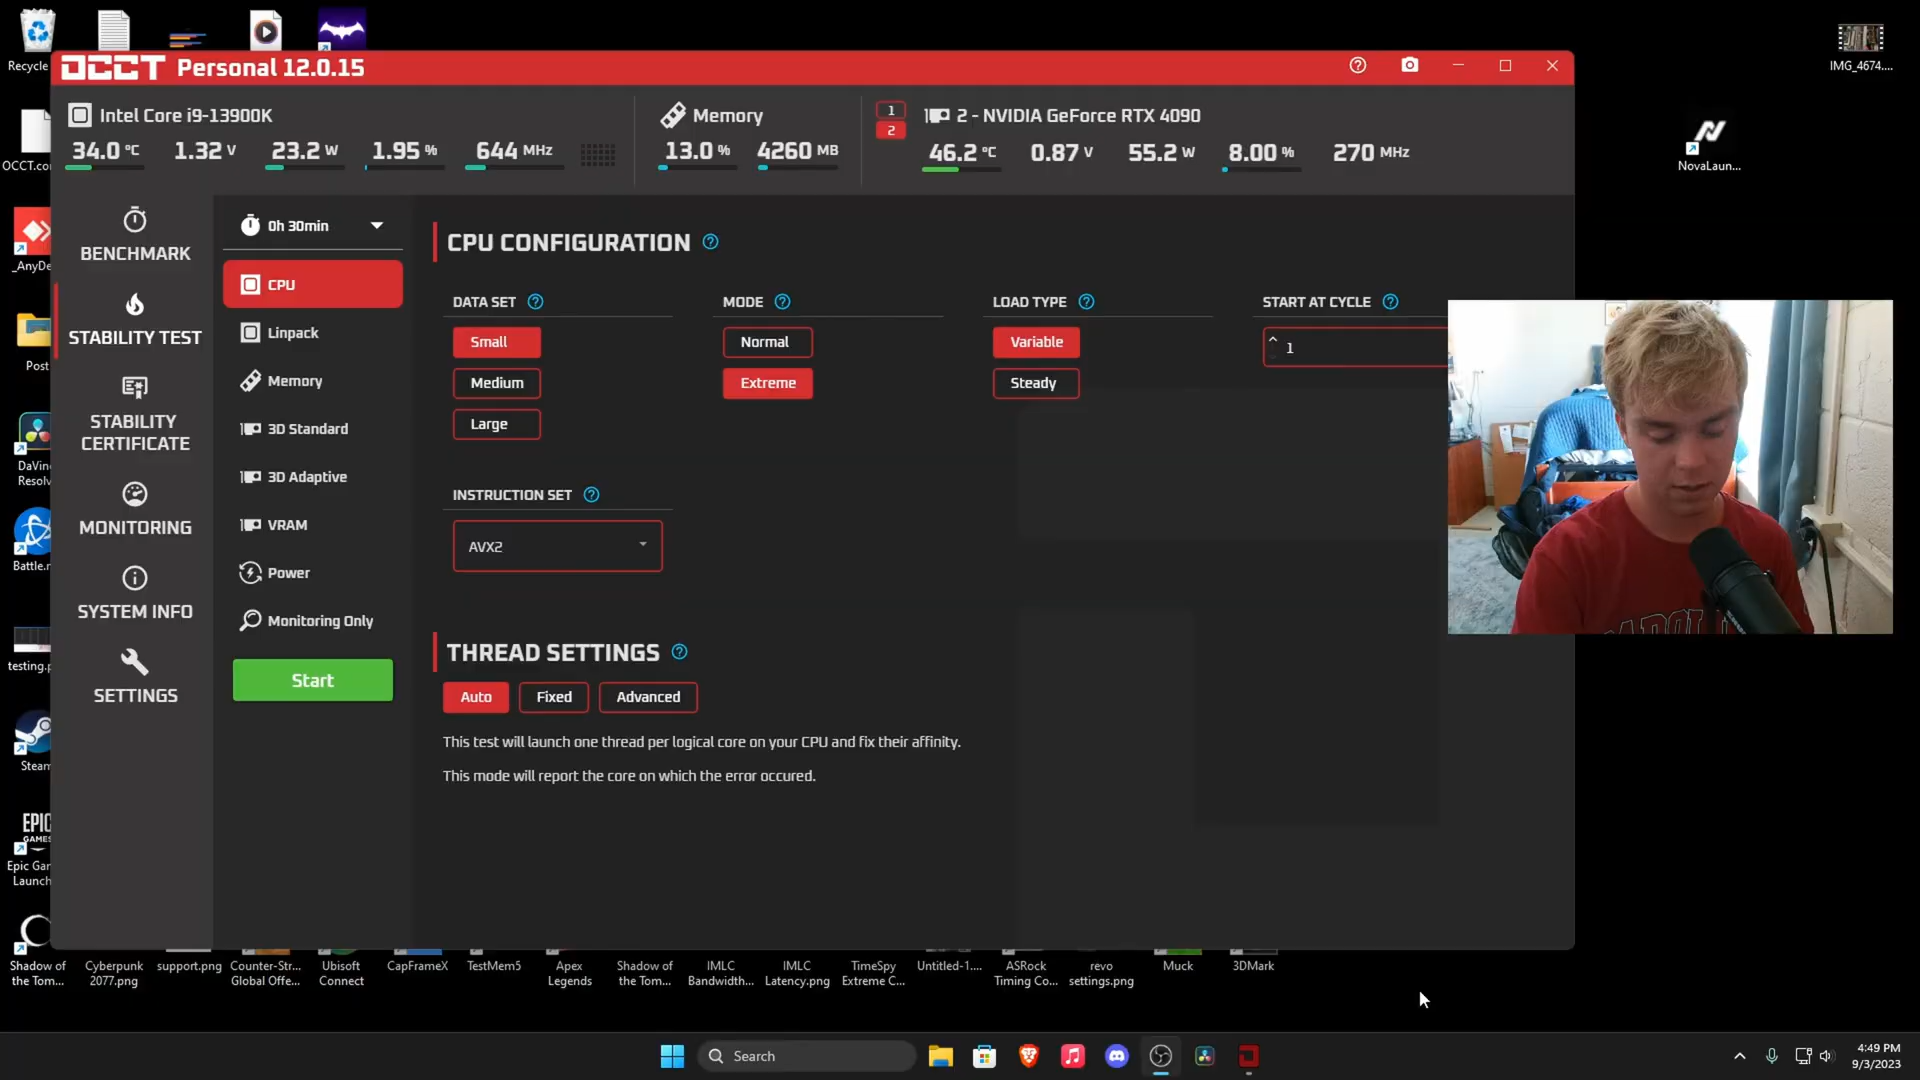 Recycle
IMG_4674....
OCCT Personal 12.0.15
Intel Core i9-13900K
34.0 °C 1.32 V 23.2 W 1.95 % 644 MHz
Memory
13.0 % 4260 MB
1
2
2 - NVIDIA GeForce RTX 4090
46.2 °C 0.87 V 55.2 W 8.00 % 270 MHz
OCCT.co
NovaLaun...
BENCHMARK
STABILITY TEST
STABILITY
CERTIFICATE
MONITORING
SYSTEM INFO
SETTINGS
0h 30min
CPU
Linpack
Memory
3D Standard
3D Adaptive
VRAM
Power
Monitoring Only
Start
CPU CONFIGURATION
DATA SET
Small
Medium
Large
MODE
Normal
Extreme
LOAD TYPE
Variable
Steady
START AT CYCLE
1
INSTRUCTION SET
AVX2
THREAD SETTINGS
Auto Fixed Advanced
This test will launch one thread per logical core on your CPU and fix their affinity.
This mode will report the core on which the error occured.
_AnyDe
Post
DaVin
Resolv
Battle.n
testing.p
Steam
EPIC
GAMES
Epic Gar
Launch
Shadow of
the Tom...
Cyberpunk
2077.png
support.png
Counter-Str...
Global Offe...
Ubisoft
Connect
CapFrameX
TestMem5
Apex
Legends
Shadow of
the Tom...
IMLC
Bandwidth...
IMLC
Latency.png
TimeSpy
Extreme C...
Untitled-1....
ASRock
Timing Co...
revo
settings.png
Muck
3DMark
Search
4:49 PM
9/3/2023